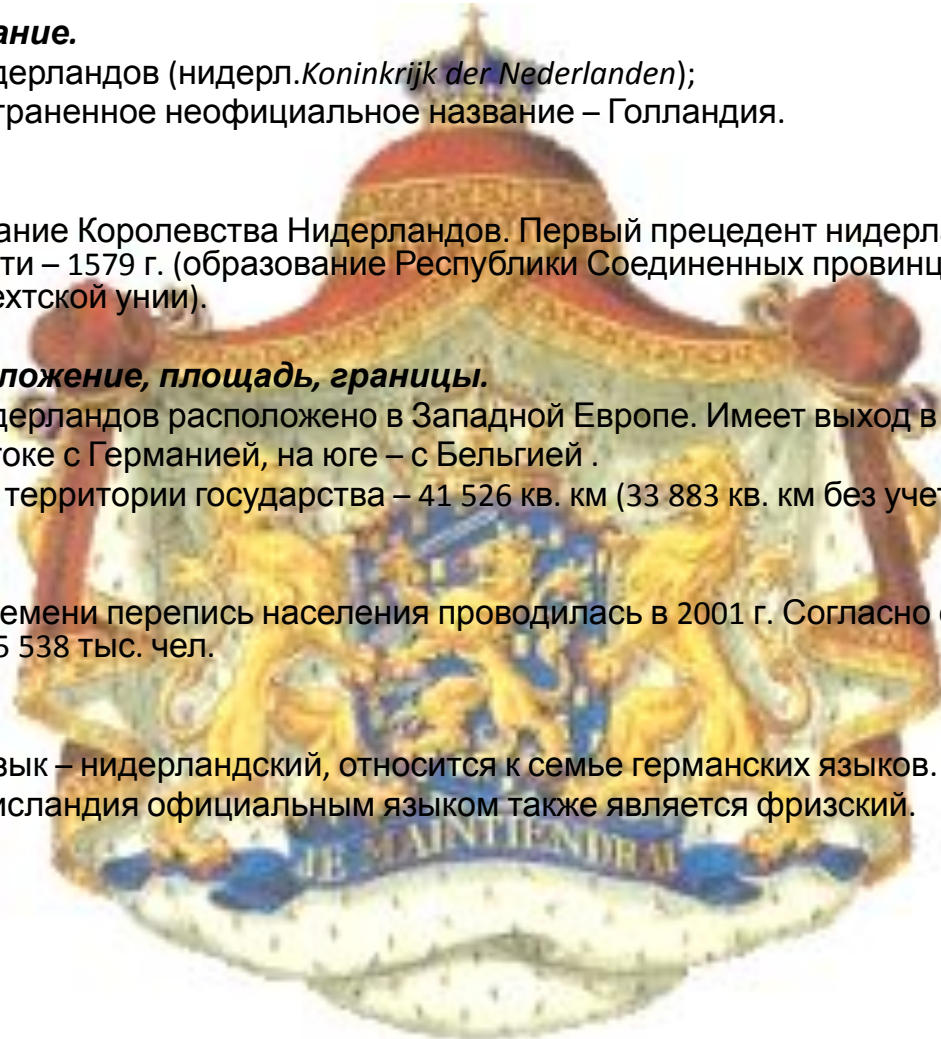 ание.
дерландов (нидерл.Koninkrijk der Nederlanden);
траненное неофициальное название – Голландия.
ание Королевства Нидерландов. Первый прецедент нидерла
ти – 1579 г. (образование Республики Соединенных провинц
ехтской унии).
ложение, площадь, границы.
дерландов расположено в Западной Европе. Имеет выход в
токе с Германией, на юге – с Бельгией .
территории государства – 41 526 кв. км (33 883 кв. км без учет
емени перепись населения проводилась в 2001 г. Согласно
5 538 тыс. чел.
зык – нидерландский, относится к семье германских языков.
исландия официальным языком также является фризский.
JE MAINTIENDRAI